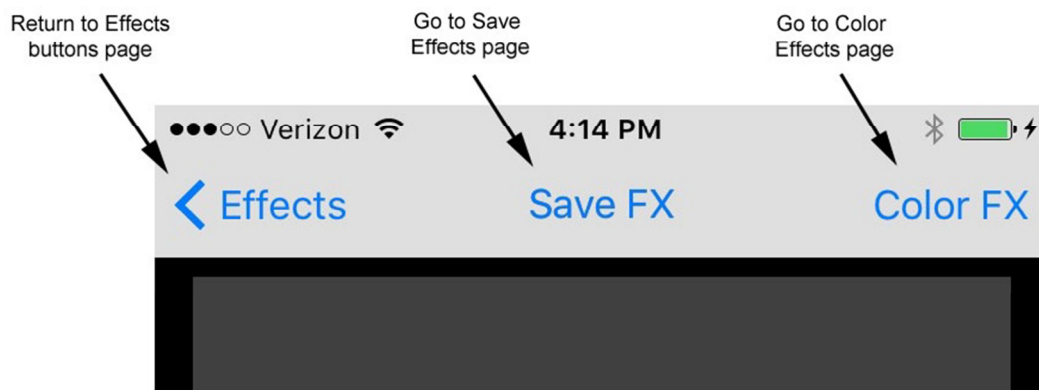 Return to Effects
buttons page
Go to Save
Effects page
Go to Color
Effects page
Verizon 4:14 PM
Effects Save FX Color FX